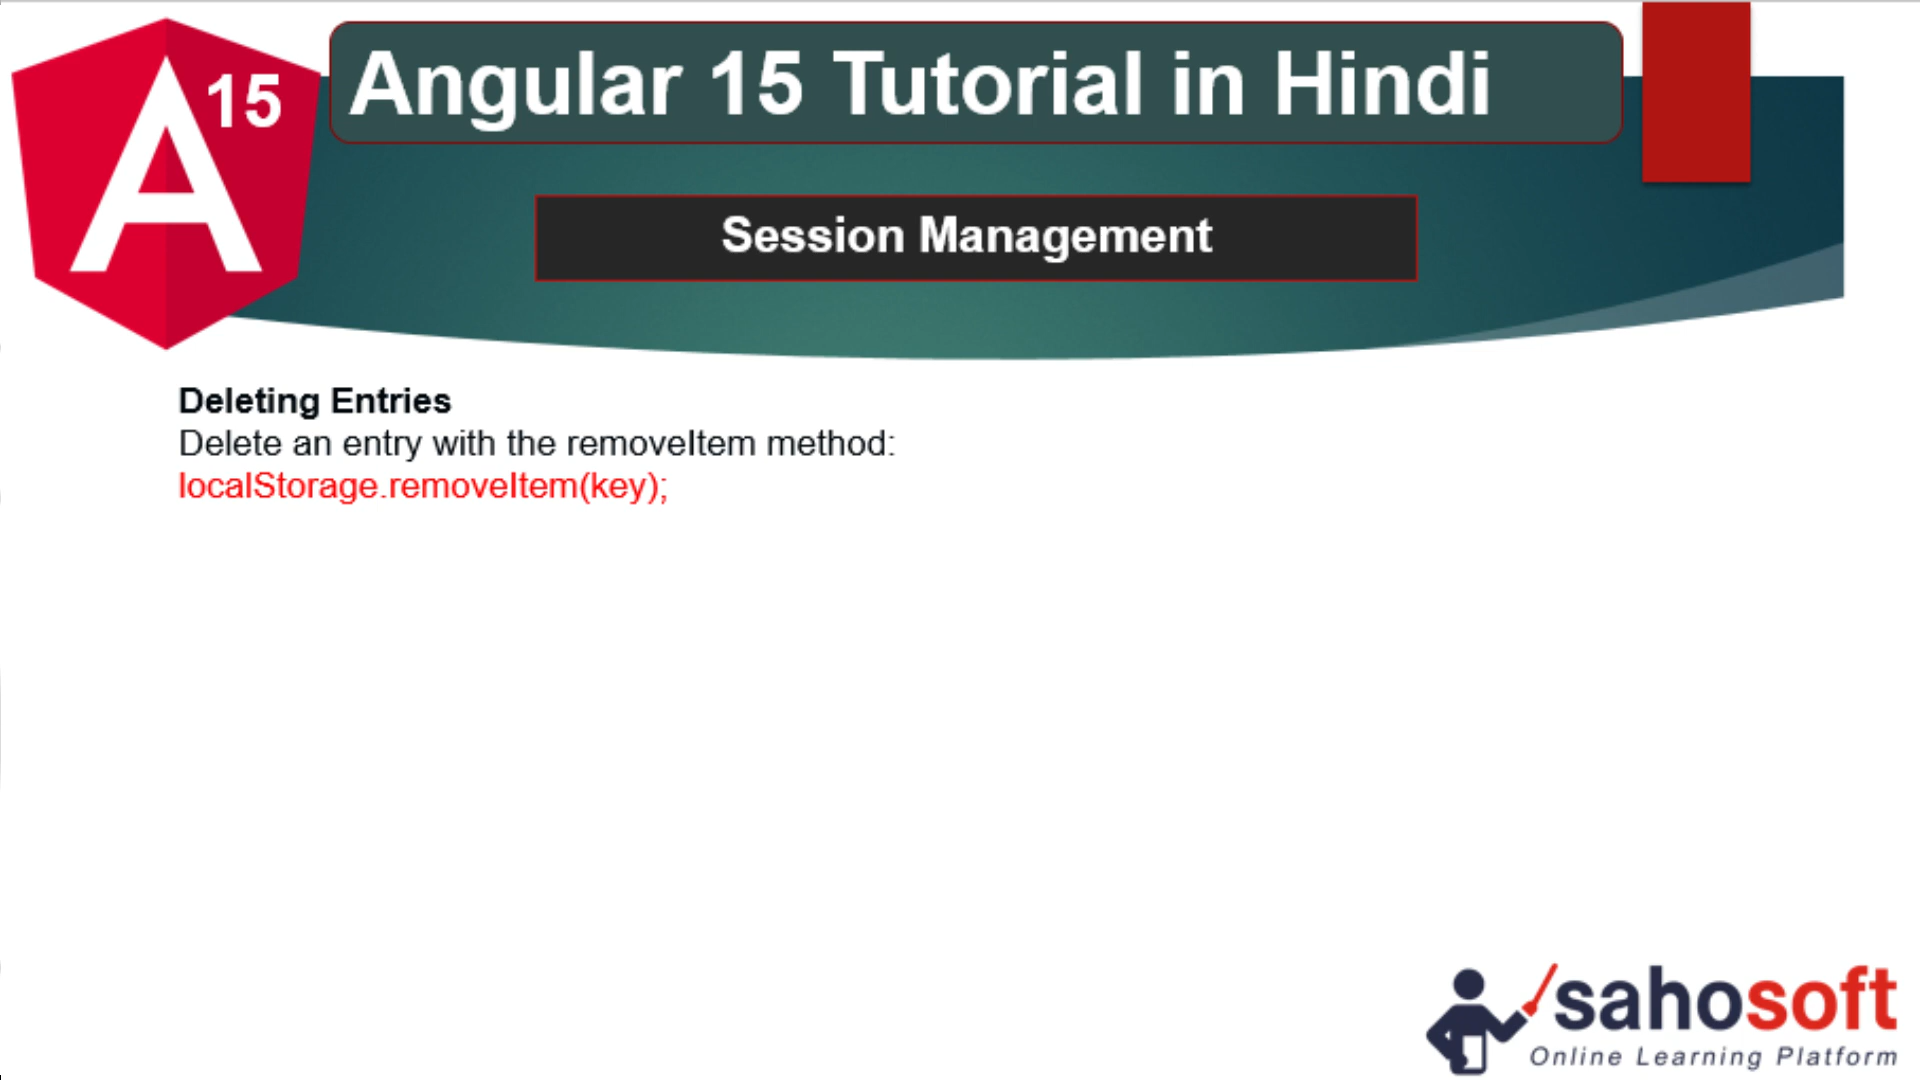 15
Angular 15 Tutorial in Hindi
Session Management
Deleting Entries
Delete an entry with the removeItem method:
localStorage.removeItem(key);
sahosoft
Online Learning Platform